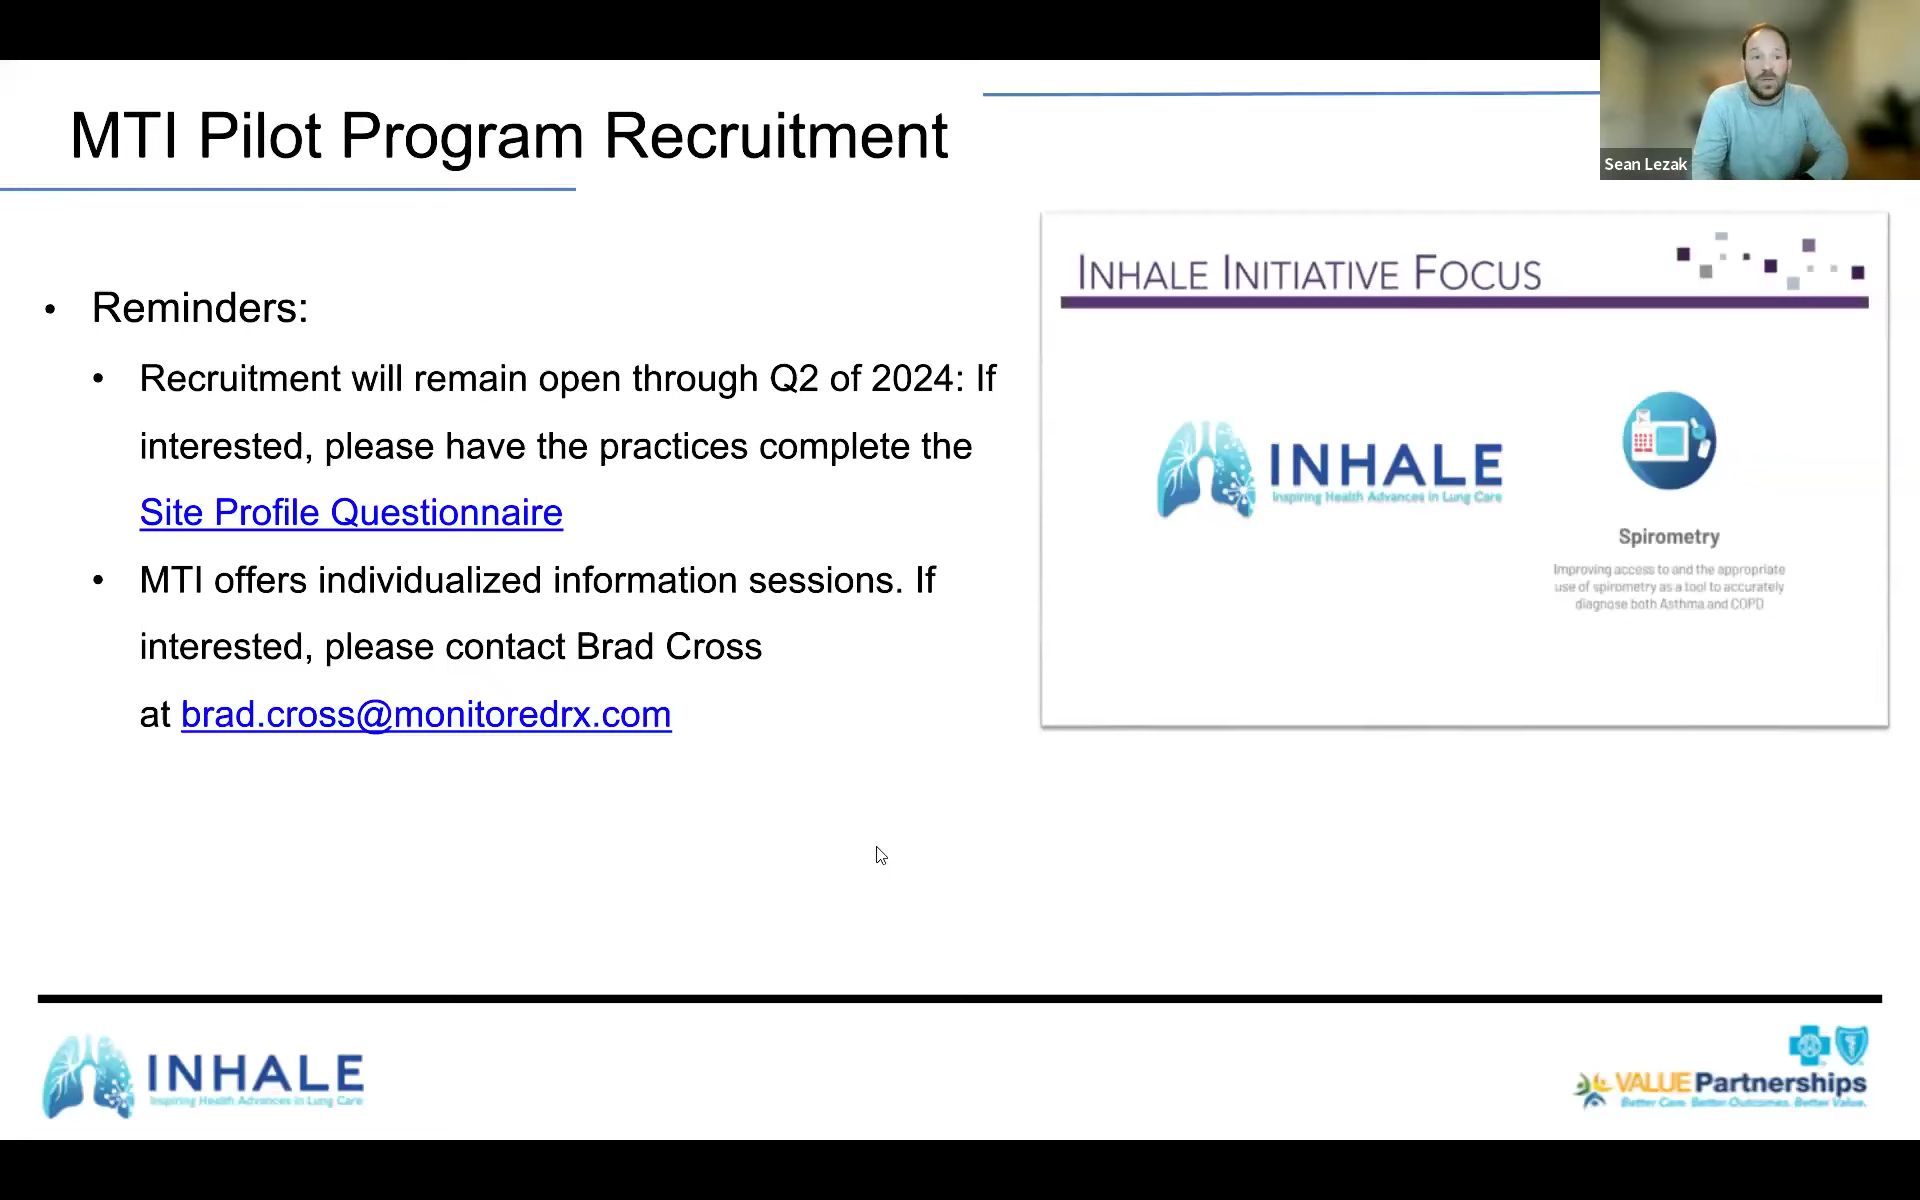 MTI Pilot Program Recruitment
Sean Lezak
• Reminders:
• Recruitment will remain open through Q2 of 2024: If
interested, please have the practices complete the
Site Profile Questionnaire
• MTI offers individualized information sessions. If
interested, please contact Brad Cross
at brad.cross@monitoredrx.com
INHALE INITIATIVE FOCUS
INHALE
Inspiring Health Advances in Lung Care
Spirometry
Improving access to and the appropriate
use of spirometry as a tool to accurately
diagnose both Asthma and COPD
INHALE
Inspiring Health Advances in Lung Care
VALUE Partnerships
Better Care. Better Outcomes. Better Value.